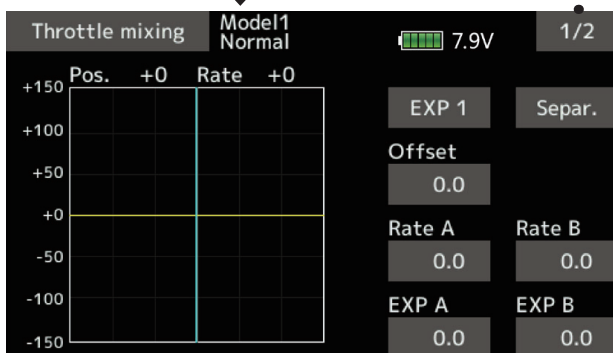 Throttle mixing Model1 Normal 7.9V 1/2
Pos. +0 Rate +0
+150
+100
+50
+0
-50
-100
-150
EXP 1 Separ.
Offset
0.0
Rate A Rate B
0.0 0.0
EXP A EXP B
0.0 0.0